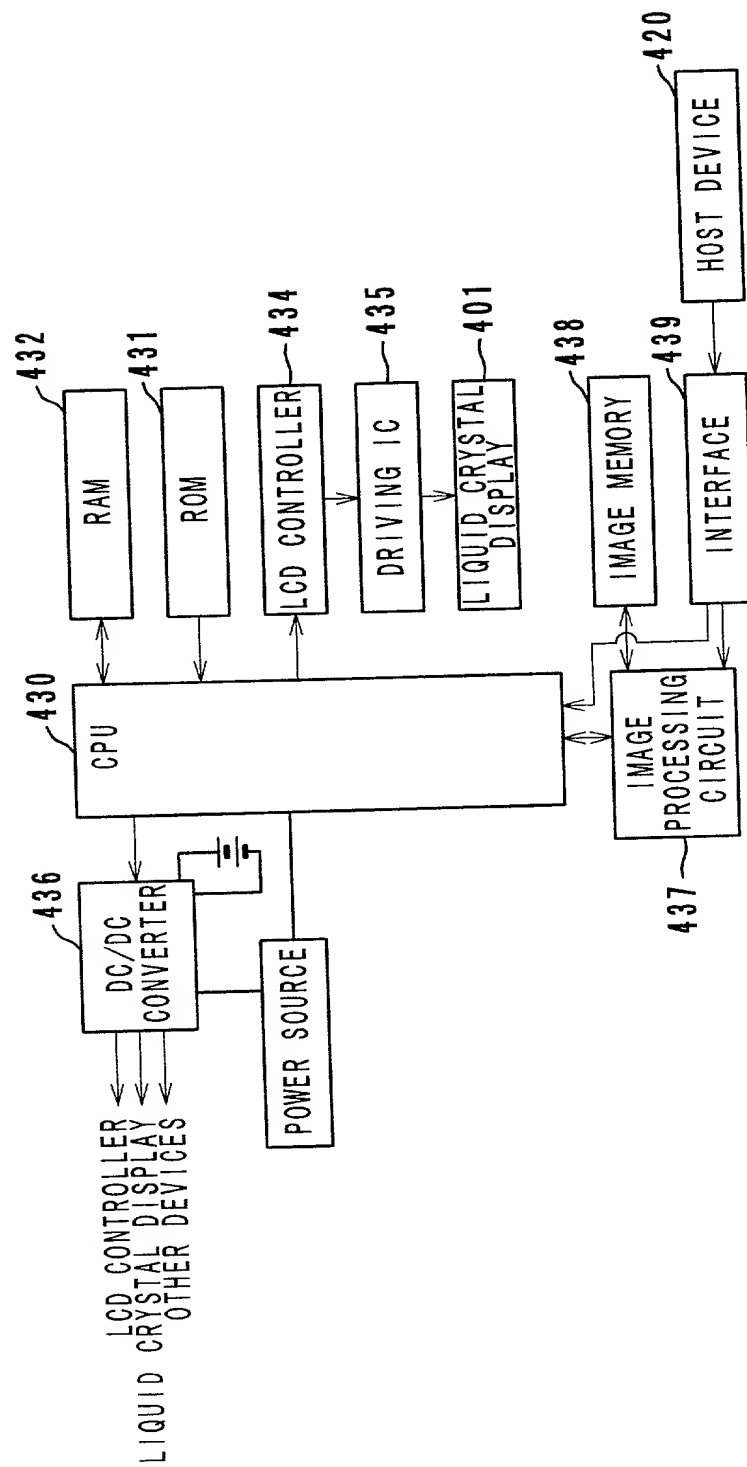 432
RAM
431
ROM
434
LCD CONTROLLER
435
DRIVING IC
401
LIQUID CRYSTAL
DISPLAY
438
IMAGE MEMORY
439
INTERFACE
420
HOST DEVICE
430
CPU
IMAGE
PROCESSING
CIRCUIT
437
436
DC/DC
CONVERTER
POWER SOURCE
LCD CONTROLLER
LIQUID CRYSTAL DISPLAY
OTHER DEVICES